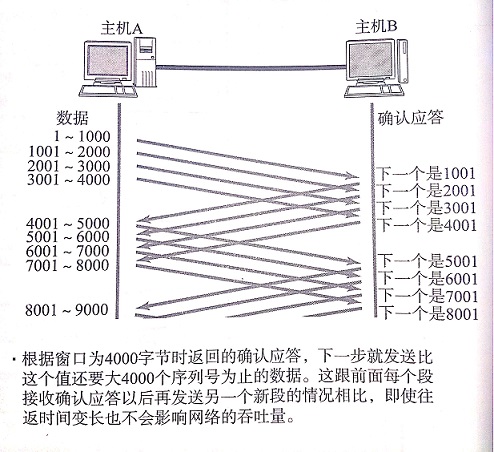 主机A
主机B
数据
确认应答
1 ~ 1000
1001 ~ 2000
2001 ~ 3000
3001 ~ 4000
下一个是1001
下一个是2001
下一个是3001
下一个是4001
4001 ~ 5000
5001 ~ 6000
6001 ~ 7000
7001 ~ 8000
下一个是5001
下一个是6001
下一个是7001
下一个是8001
8001 ~ 9000
·根据窗口为4000字节时返回的确认应答，下一步就发送比
这个值还要大4000个序列号为止的数据。这跟前面每个段
接收确认应答以后再发送另一个新段的情况相比，即使往
返时间变长也不会影响网络的吞吐量。